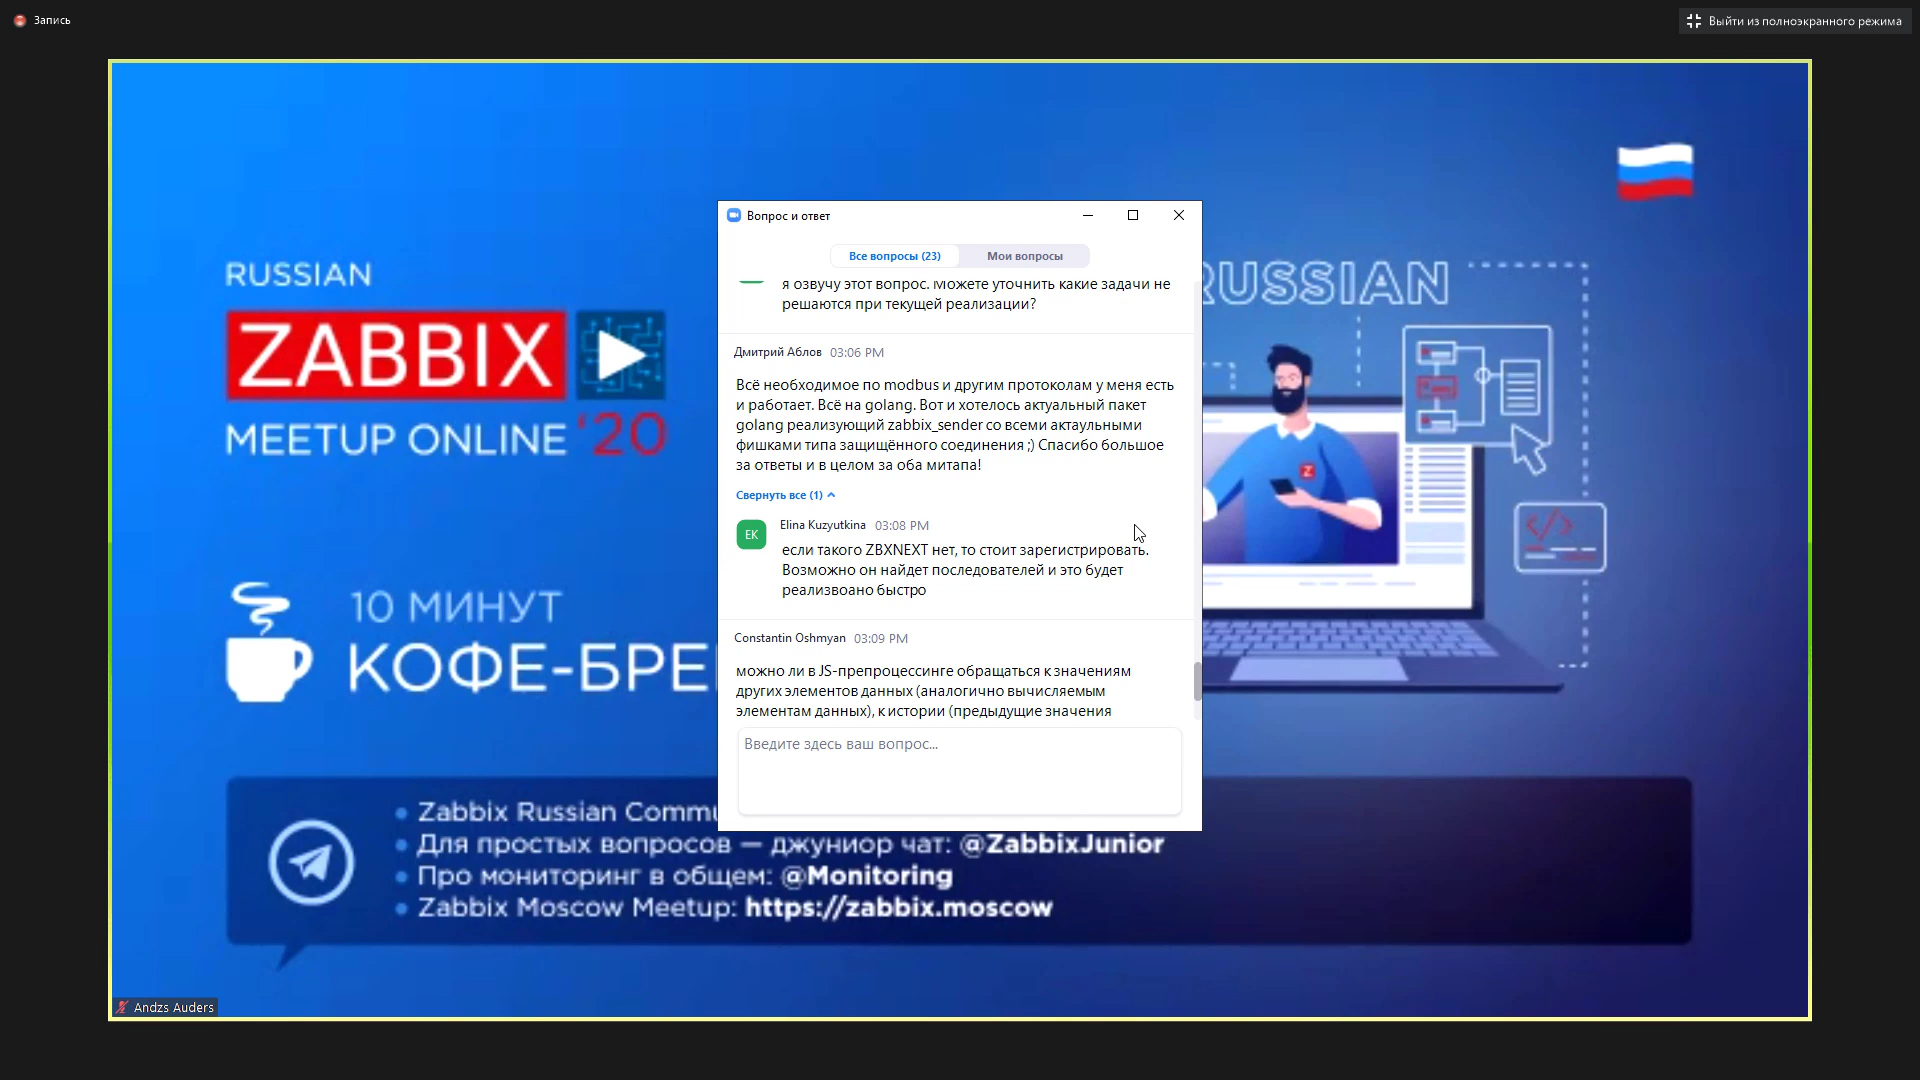 Запись
Выйти из полноэкранного режима
RUSSIAN
ZABBIX
MEETUP ONLINE '20
10 МИНУТ
КОФЕ-БРЕ
RUSSIAN
Z
</>
Вопрос и ответ
Все вопросы (23)
Мои вопросы
я озвучу этот вопрос. Можете уточнить какие задачи не
решаются при текущей реализации?
Дмитрий Аблов 03:06 PM
Всё необходимое по modbus и другим протоколам у меня есть
и работает. Всё на golang. Вот и хотелось актуальный пакет
golang реализующий zabbix_sender со всеми актаульными
фишками типа защищённого соединения ;) Спасибо большое
за ответы и в целом за оба митапа!
Свернуть все (1)
EK
Elina Kuzyutkina 03:08 PM
если такого ZBXNEXT нет, то стоит зарегистрировать.
Возможно он найдет последователей и это будет
реализвоано быстро
Constantin Oshmyan 03:09 PM
можно ли в JS-препроцессинге обращаться к значениям
других элементов данных (аналогично вычисляемым
элементам данных), к истории (предыдущие значения
Введите здесь ваш вопрос...
Zabbix Russian Commu
Для простых вопросов — джуниор чат: @ZabbixJunior
Про мониторинг в общем: @Monitoring
Zabbix Moscow Meetup: https://zabbix.moscow
Andzs Auders